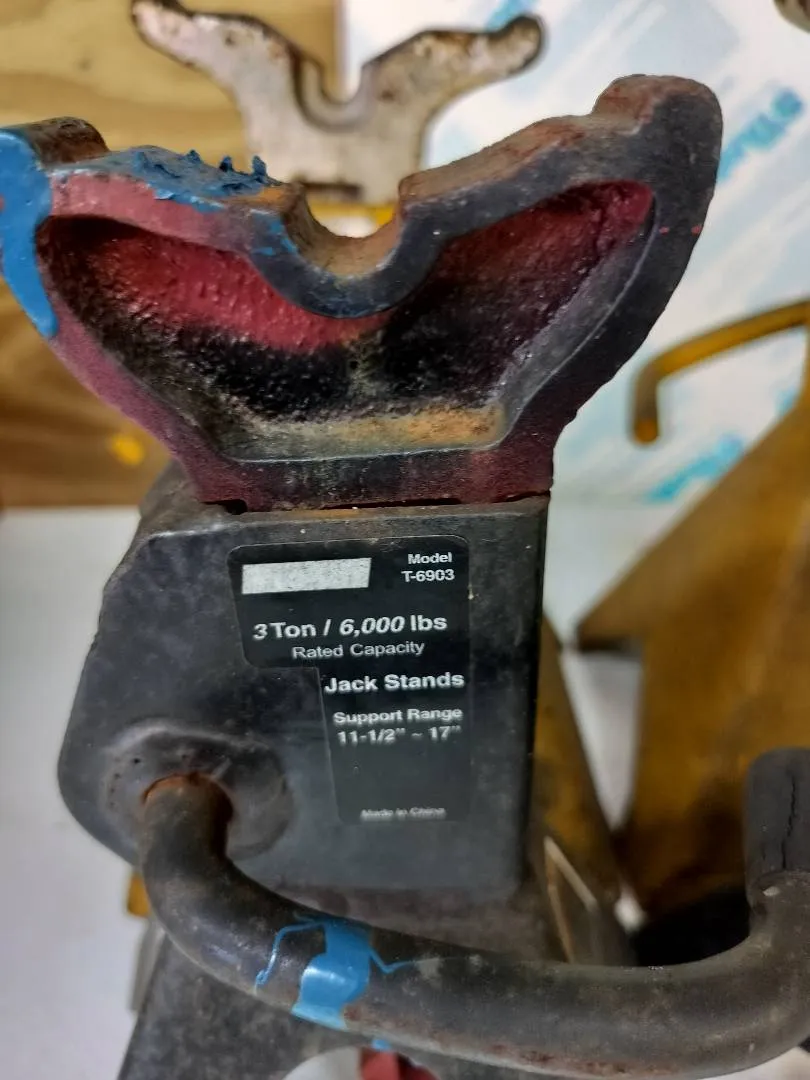 Model
T-6903
3 Ton / 6,000 lbs
Rated Capacity
Jack Stands
Support Range
11-1/2" ~ 17"
Made In China